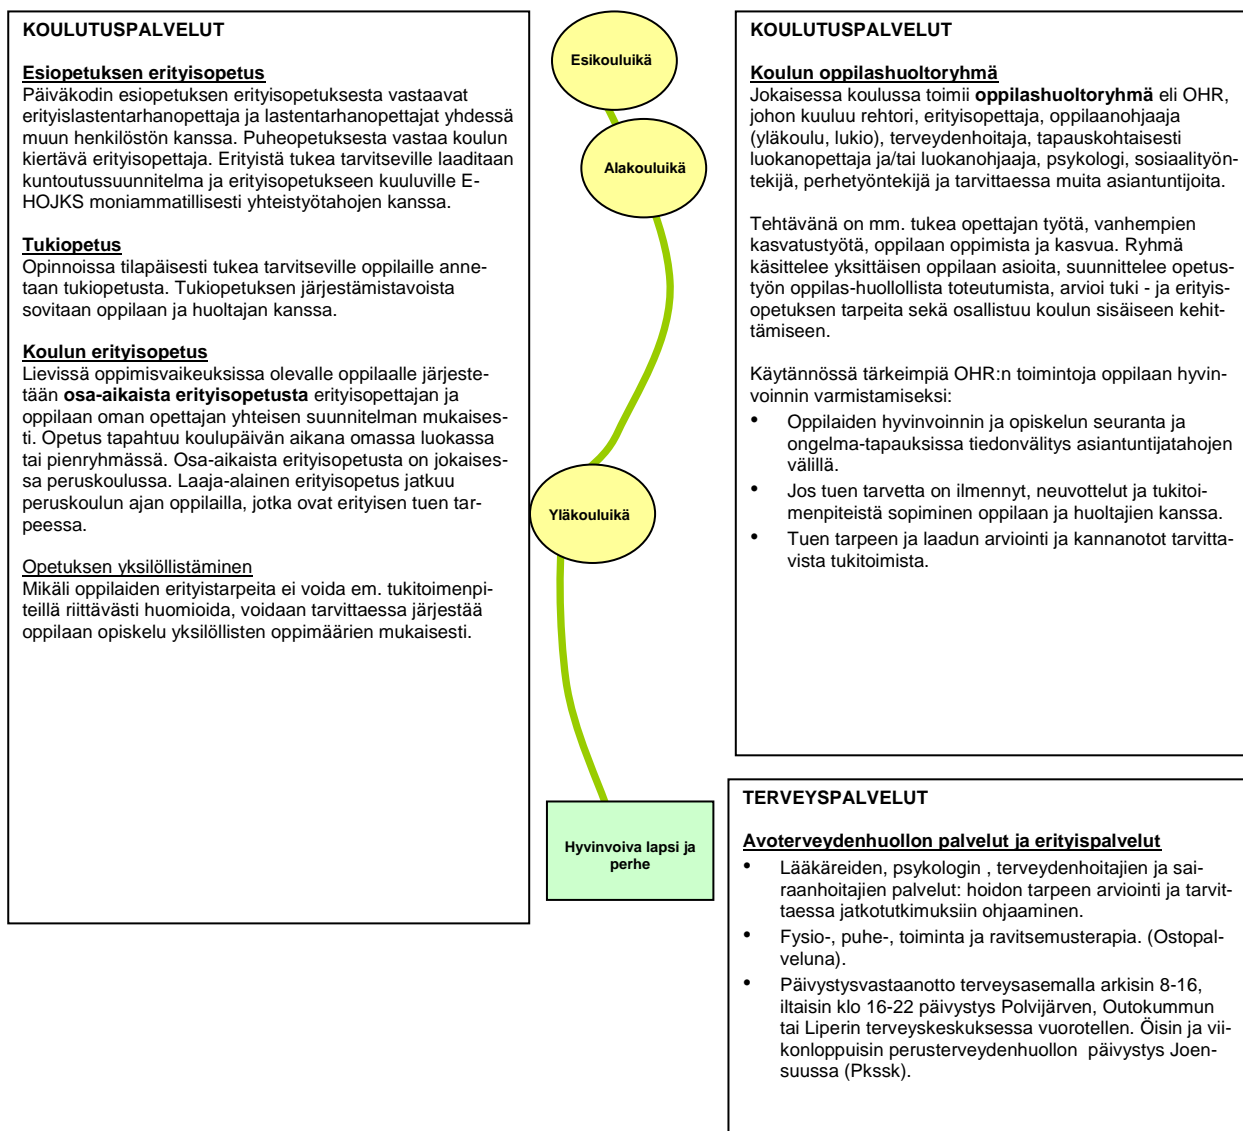 KOULUTUSPALVELUT
Esiopetuksen erityisopetus
Päiväkodin esiopetuksen erityisopetuksesta vastaavat
erityislastentarhanopettaja ja lastentarhanopettajat yhdessä
muun henkilöstön kanssa. Puheopetuksesta vastaa koulun
kiertävä erityisopettaja. Erityistä tukea tarvitseville laaditaan
kuntoutussuunnitelma ja erityisopetukseen kuuluville E-
HOJKS moniammatillisesti yhteistyötahojen kanssa.
Tukiopetus
Opinnoissa tilapäisesti tukea tarvitseville oppilaille anne-
taan tukiopetusta. Tukiopetuksen järjestämistavoista
sovitaan oppilaan ja huoltajan kanssa.
Koulun erityisopetus
Lievissä oppimisvaikeuksissa olevalle oppilaalle järjeste-
tään osa-aikaista erityisopetusta erityisopettajan ja
oppilaan oman opettajan yhteisen suunnitelman mukaises-
ti. Opetus tapahtuu koulupäivän aikana omassa luokassa
tai pienryhmässä. Osa-aikaista erityisopetusta on jokaises-
sa peruskoulussa. Laaja-alainen erityisopetus jatkuu
peruskoulun ajan oppilailla, jotka ovat erityisen tuen tar-
peessa.
Opetuksen yksilöllistäminen
Mikäli oppilaiden erityistarpeita ei voida em. tukitoimenpi-
teillä riittävästi huomioida, voidaan tarvittaessa järjestää
oppilaan opiskelu yksilöllisten oppimäärien mukaisesti.
Esikouluikä
Alakouluikä
Yläkouluikä
Hyvinvoiva lapsi ja
perhe
KOULUTUSPALVELUT
Koulun oppilashuoltoryhmä
Jokaisessa koulussa toimii oppilashuoltoryhmä eli OHR,
johon kuuluu rehtori, erityisopettaja, oppilaanohjaaja
(yläkoulu, lukio), terveydenhoitaja, tapauskohtaisesti
luokanopettaja ja/tai luokanohjaaja, psykologi, sosiaalityön-
tekijä, perhetyöntekijä ja tarvittaessa muita asiantuntijoita.
Tehtävänä on mm. tukea opettajan työtä, vanhempien
kasvatustyötä, oppilaan oppimista ja kasvua. Ryhmä
käsittelee yksittäisen oppilaan asioita, suunnittelee opetus-
työn oppilas-huollollista toteutumista, arvioi tuki - ja erityis-
opetuksen tarpeita sekä osallistuu koulun sisäiseen kehit-
tämiseen.
Käytännössä tärkeimpiä OHR:n toimintoja oppilaan hyvin-
voinnin varmistamiseksi:
• Oppilaiden hyvinvoinnin ja opiskelun seuranta ja
ongelma-tapauksissa tiedonvälitys asiantuntijatahojen
välillä.
• Jos tuen tarvetta on ilmennyt, neuvottelut ja tukitoi-
menpiteistä sopiminen oppilaan ja huoltajien kanssa.
• Tuen tarpeen ja laadun arviointi ja kannanotot tarvitta-
vista tukitoimista.
TERVEYSPALVELUT
Avoterveydenhuollon palvelut ja erityispalvelut
• Lääkäreiden, psykologin , terveydenhoitajien ja sai-
raanhoitajien palvelut: hoidon tarpeen arviointi ja tarvit-
taessa jatkotutkimuksiin ohjaaminen.
• Fysio-, puhe-, toiminta ja ravitsemusterapia. (Ostopal-
veluna).
• Päivystysvastaanotto terveysasemalla arkisin 8-16,
iltaisin klo 16-22 päivystys Polvijärven, Outokummun
tai Liperin terveyskeskuksessa vuorotellen. Öisin ja vii-
konloppuisin perusterveydenhuollon päivystys Joen-
suussa (Pkssk).